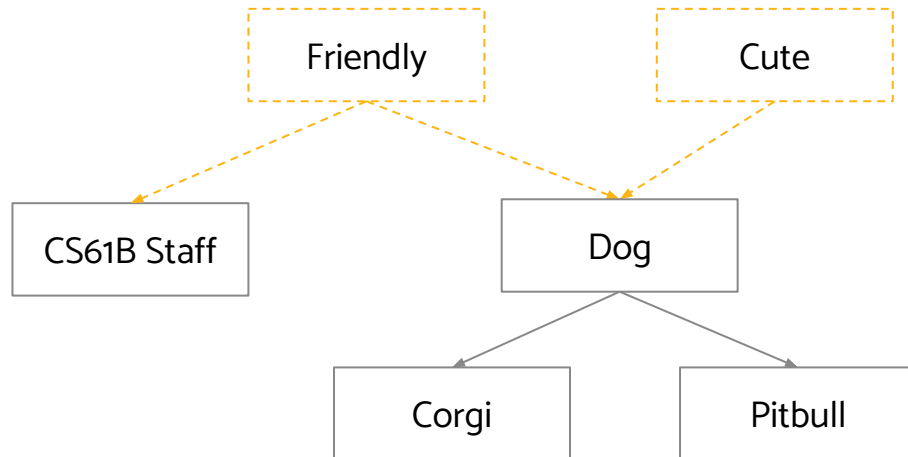 Friendly
Cute
CS61B Staff
Dog
Corgi
Pitbull